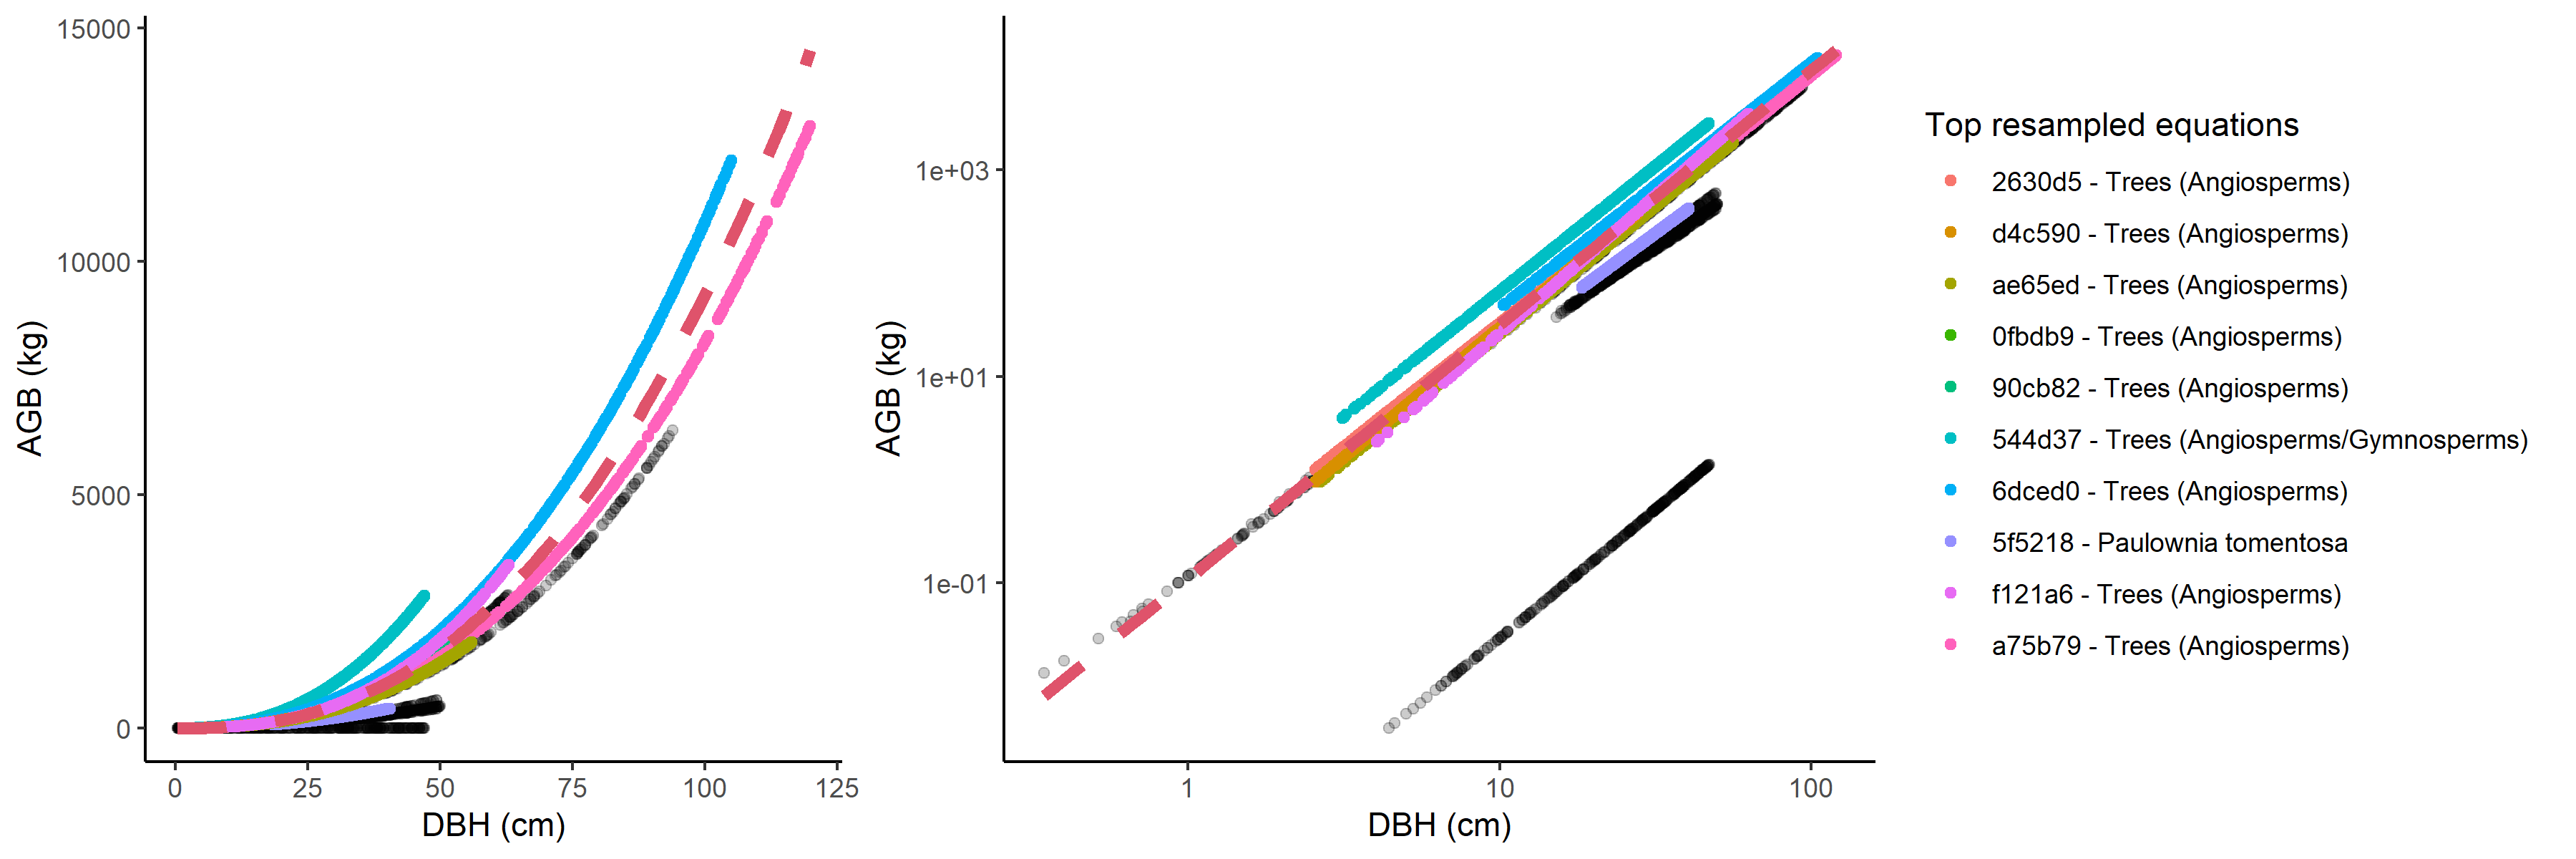 15000
10000
5000
0
AGB (kg)
0 25 50 75 100 125
DBH (cm)
1e+03
1e+01
1e-01
AGB (kg)
1 10 100
DBH (cm)
Top resampled equations
2630d5 - Trees (Angiosperms)
d4c590 - Trees (Angiosperms)
ae65ed - Trees (Angiosperms)
0fbdb9 - Trees (Angiosperms)
90cb82 - Trees (Angiosperms)
544d37 - Trees (Angiosperms/Gymnosperms)
6dced0 - Trees (Angiosperms)
5f5218 - Paulownia tomentosa
f121a6 - Trees (Angiosperms)
a75b79 - Trees (Angiosperms)